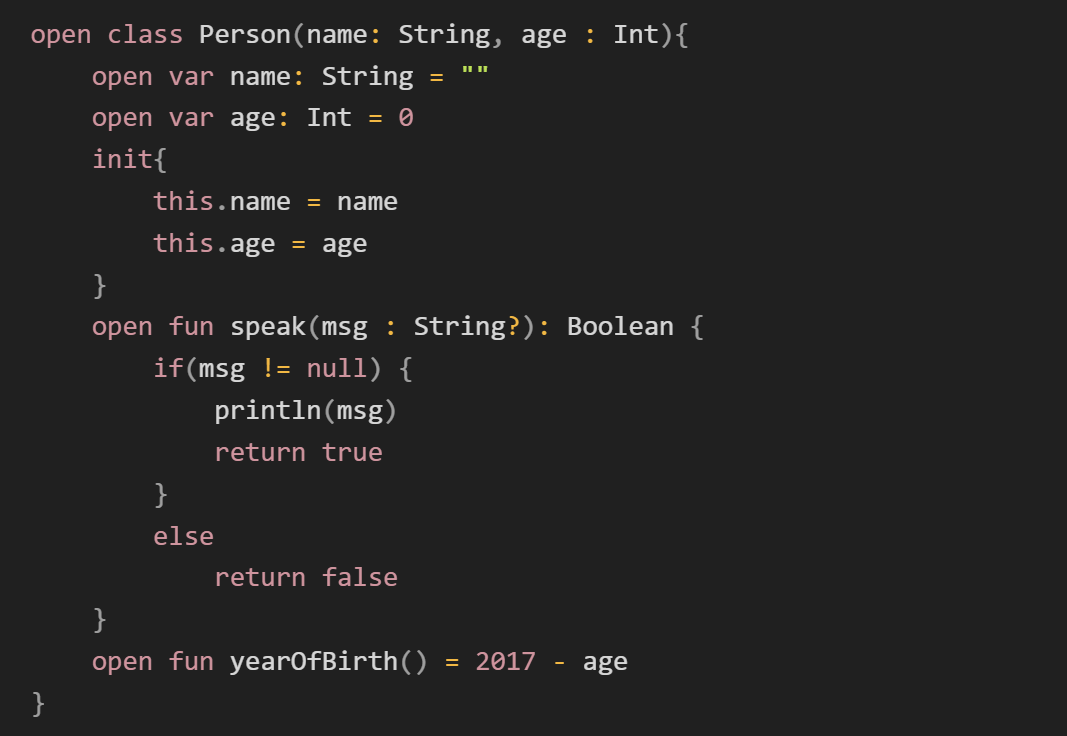 open class Person(name: String, age : Int){
    open var name: String = ""
    open var age: Int = 0
    init{
        this.name = name
        this.age = age
    }
    open fun speak(msg : String?): Boolean {
        if(msg != null) {
            println(msg)
            return true
        }
        else
            return false
    }
    open fun yearOfBirth() = 2017 - age
}